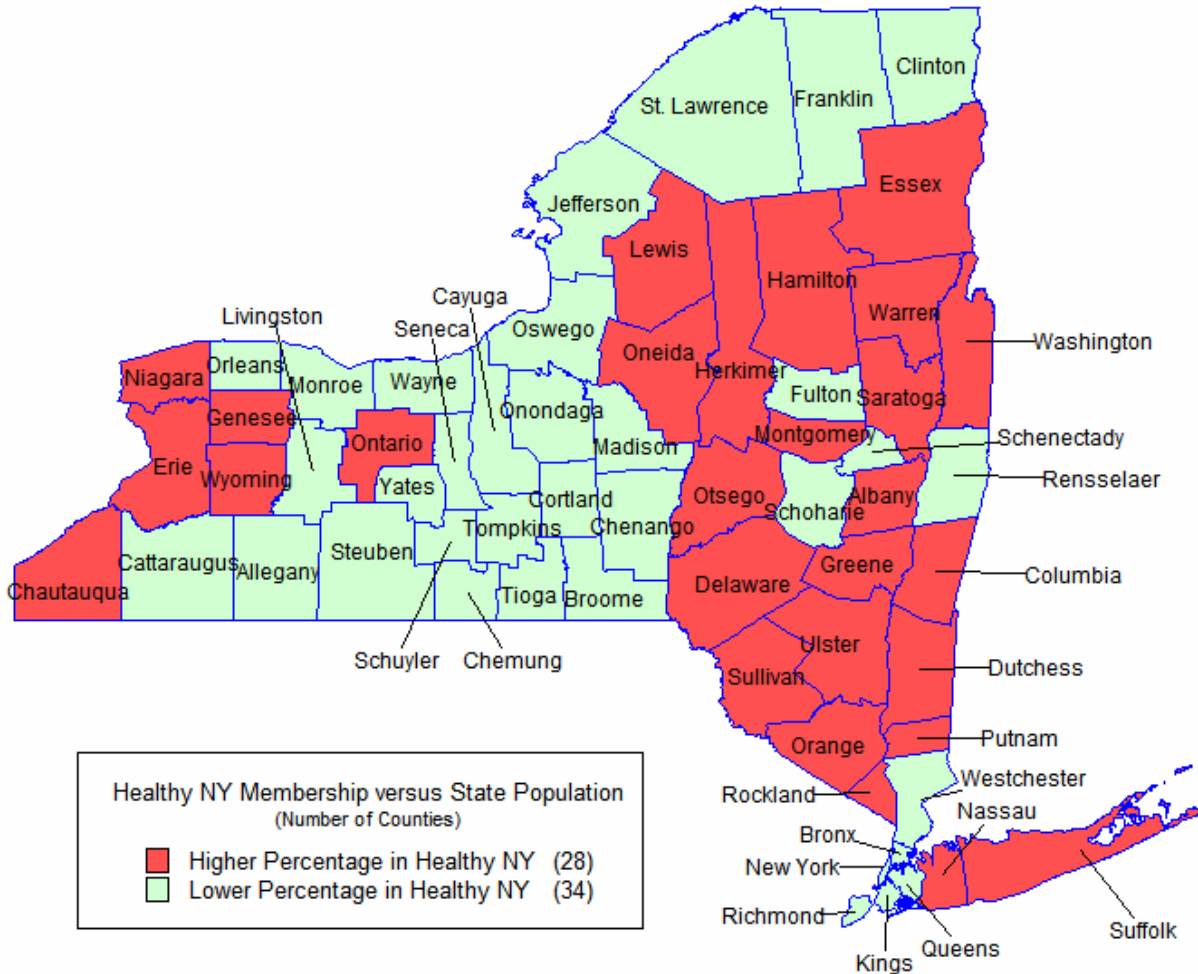 Clinton
Franklin
St. Lawrence
Essex
Jefferson
Lewis
Hamilton
Cayuga
Livingston
Seneca
Oswego
Warren
Washington
Oneida
Herkimer
Orleans
Niagara
Monroe
Wayne
Fulton
Saratoga
Onondaga
Genesee
Montgomery
Schenectady
Ontario
Madison
Erie
Wyoming
Rensselaer
Yates
Otsego
Albany
Cortland
Schoharie
Tompkins
Chenango
Steuben
Cattaraugus
Allegany
Greene
Columbia
Delaware
Chautauqua
Tioga
Broome
Ulster
Schuyler
Chemung
Dutchess
Sullivan
Putnam
Orange
Westchester
Rockland
Nassau
Bronx
New York
Richmond
Suffolk
Queens
Kings
Healthy NY Membership versus State Population
(Number of Counties)
Higher Percentage in Healthy NY (28)
Lower Percentage in Healthy NY (34)